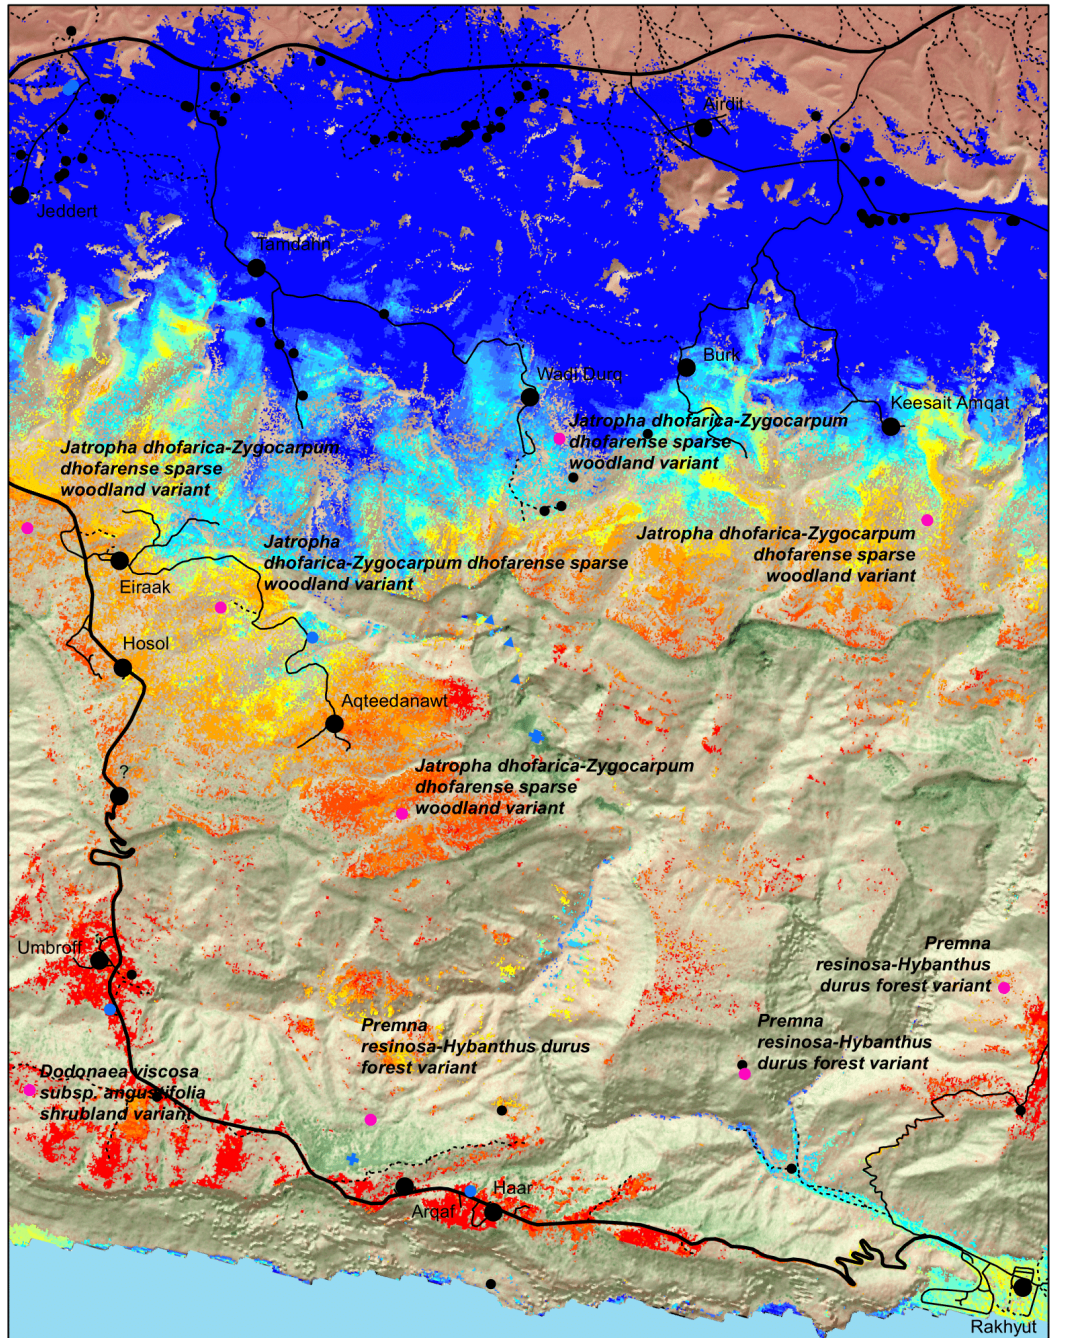 Airdit
Jeddert
Tamdahn
Burk
Wadi Durq
Keesait Amqat
Jatropha dhofarica-Zygocarpum
dhofarense sparse
woodland variant
Jatropha dhofarica-Zygocarpum
dhofarense sparse
woodland variant
Jatropha
dhofarica-Zygocarpum dhofarense sparse
woodland variant
Jatropha dhofarica-Zygocarpum
dhofarense sparse
woodland variant
Eiraak
Hosol
Aqteedanawt
?
Jatropha dhofarica-Zygocarpum
dhofarense sparse
woodland variant
Umbroff
Premna
resinosa-Hybanthus
durus forest variant
Premna
resinosa-Hybanthus durus
forest variant
Premna
resinosa-Hybanthus
durus forest variant
Dodonaea viscosa
subsp. angustifolia
shrubland variant
Haar
Arqaf
Rakhyut